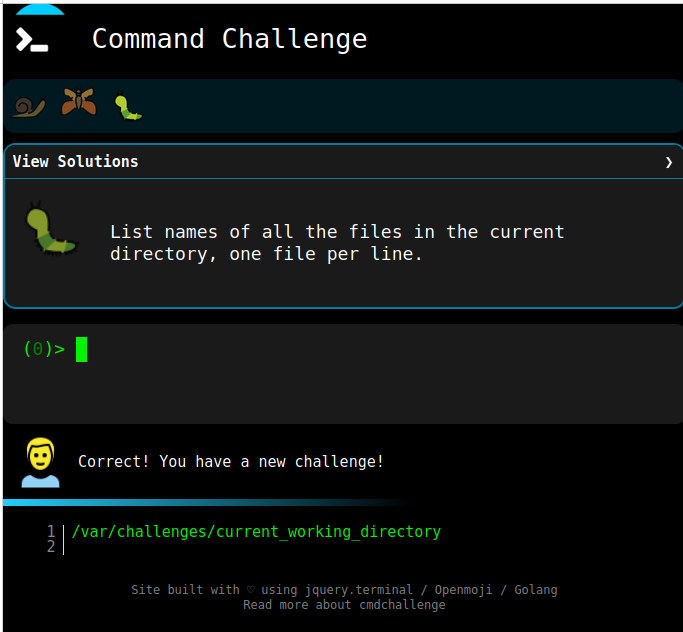 Command Challenge
View Solutions ❯
List names of all the files in the current
directory, one file per line.
(0)>
Correct! You have a new challenge!
1 /var/challenges/current_working_directory
2
Site built with ♡ using jquery.terminal / Openmoji / Golang
Read more about cmdchallenge